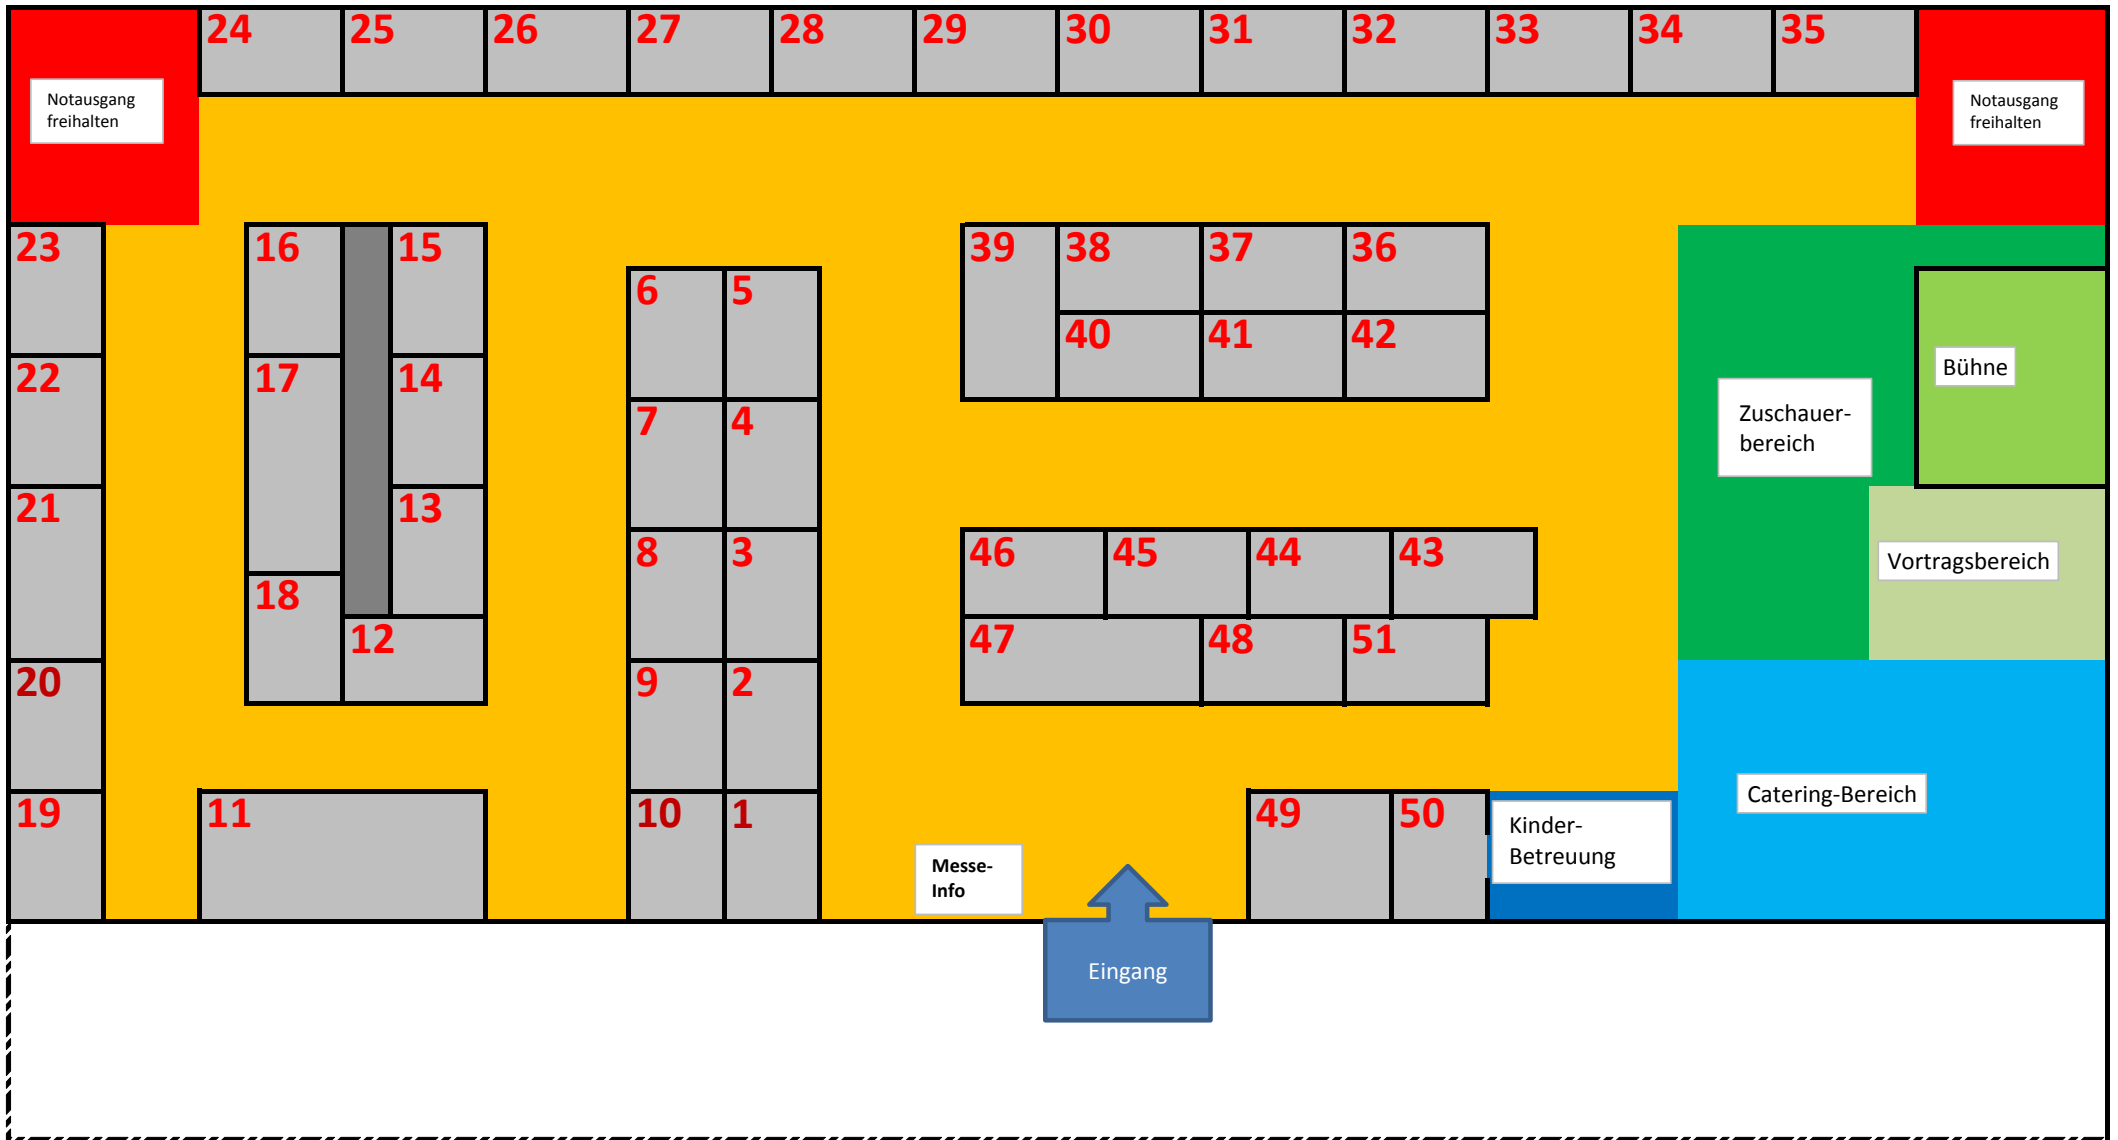 24 25 26 27 28 29 30 31 32 33 34 35
Notausgang
freihalten
Notausgang
freihalten
23 16 15 39 38 37 36
6 5
40 41 42
22 17 14
Bühne
7 4
Zuschauer-
bereich
21 13
8 3 46 45 44 43
Vortragsbereich
18
12 47 48 51
20 9 2
Catering-Bereich
19 11 10 1 49 50
Kinder-
Betreuung
Messe-
Info
Eingang